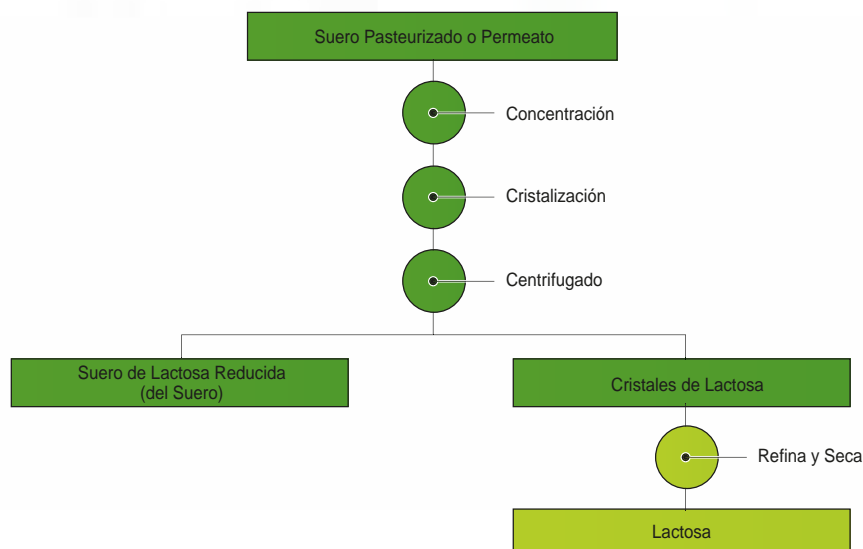 Suero Pasteurizado o Permeato
Concentración
Cristalización
Centrifugado
Suero de Lactosa Reducida
(del Suero)
Cristales de Lactosa
Refina y Seca
Lactosa